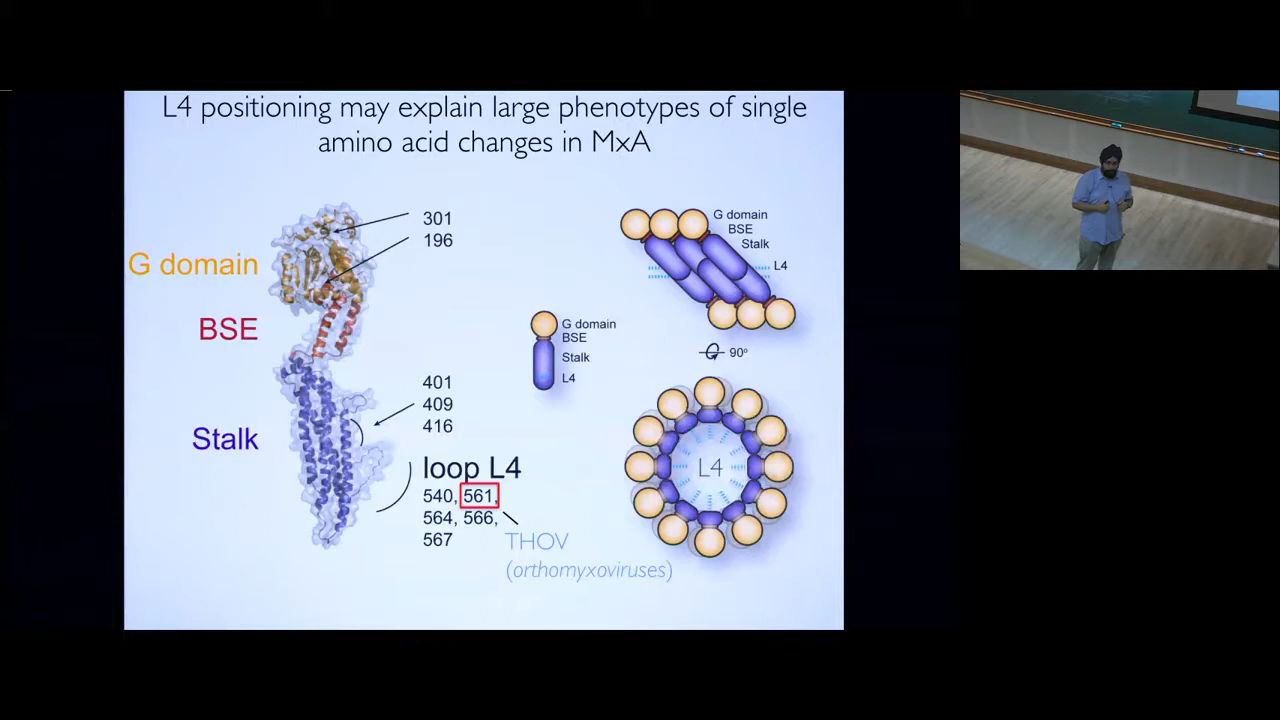 L4 positioning may explain large phenotypes of single
amino acid changes in MxA
301
196
G domain
BSE
Stalk
401
409
416
loop L4
540, 561,
564, 566,
567
THOV
(orthomyxoviruses)
G domain
BSE
Stalk
L4
G domain
BSE
Stalk
L4
90º
L4